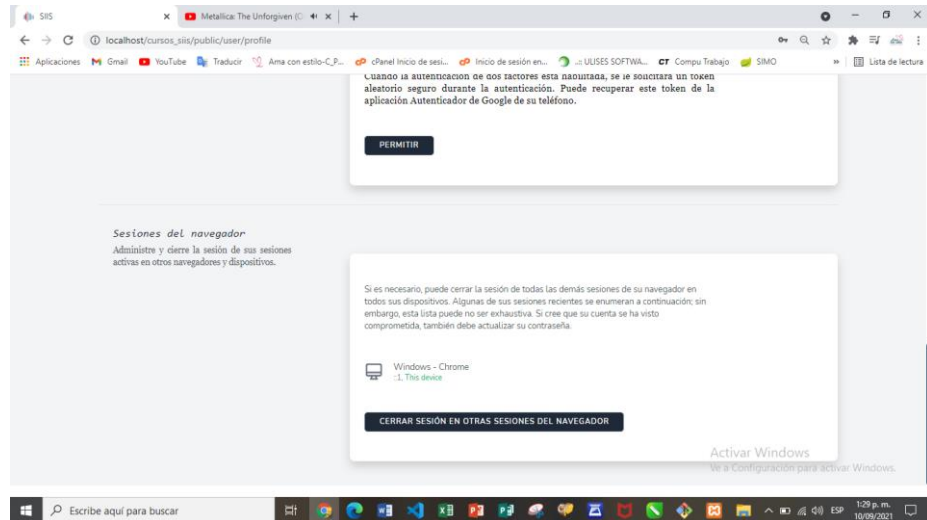 SIIS
Metallica: The Unforgiven (O
localhost/cursos_siis/public/user/profile
Aplicaciones
Gmail
YouTube
Traducir
Ama con estilo-C_P...
cPanel Inicio de sesi...
Inicio de sesión en...
..:: ULISES SOFTWA...
CT Compu Trabajo
SIMO
»
Lista de lectura
Cuando la autenticación de dos factores está habilitada, se le solicitará un token
aleatorio seguro durante la autenticación. Puede recuperar este token de la
aplicación Autenticador de Google de su teléfono.
PERMITIR
Sesiones del navegador
Administre y cierre la sesión de sus sesiones
activas en otros navegadores y dispositivos.
Si es necesario, puede cerrar la sesión de todas las demás sesiones de su navegador en
todos sus dispositivos. Algunas de sus sesiones recientes se enumeran a continuación; sin
embargo, esta lista puede no ser exhaustiva. Si cree que su cuenta se ha visto
comprometida, también debe actualizar su contraseña.
Windows - Chrome
::1, This device
CERRAR SESIÓN EN OTRAS SESIONES DEL NAVEGADOR
Activar Windows
Ve a Configuración para activar Windows.
Escribe aquí para buscar
ESP
1:29 p. m.
10/09/2021